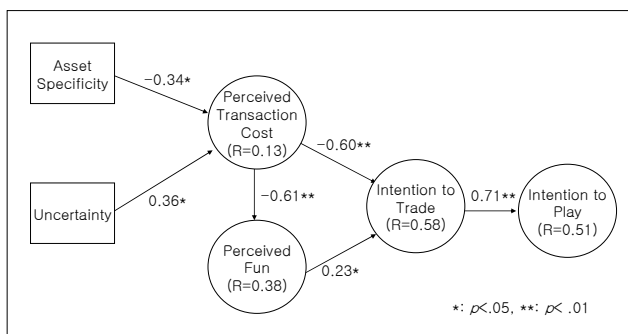 Asset
Specificity
-0.34*
Perceived
Transaction
Cost
(R=0.13)
-0.60**
Uncertainty
0.36*
-0.61**
Intention to
Trade
(R=0.58)
0.71**
Intention to
Play
(R=0.51)
Perceived
Fun
(R=0.38)
0.23*
*: p<.05, **: p< .01